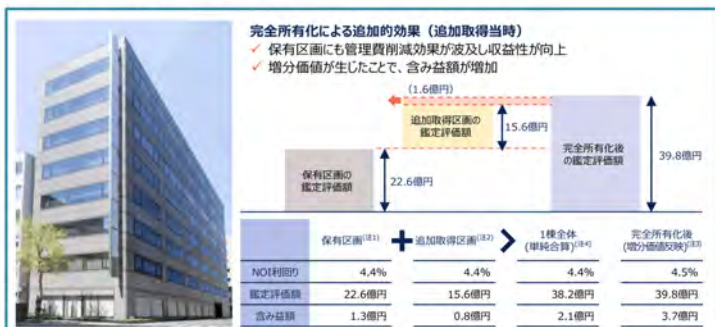 完全所有化による追加的効果（追加取得当時）
✓ 保有区画にも管理費削減効果が波及し収益性が向上
✓ 増分価値が生じたことで、含み益額が増加
(1.6億円)
追加取得区画の
鑑定評価額
15.6億円
保有区画の
鑑定評価額
22.6億円
完全所有化後
の鑑定評価額
39.8億円
保有区画(注1) + 追加取得区画(注2) > 1棟全体(単純合算)(注4) 完全所有化後(増分価値反映)(注3)
NOI利回り 4.4% 4.4% 4.4% 4.5%
鑑定評価額 22.6億円 15.6億円 38.2億円 39.8億円
含み益額 1.3億円 0.8億円 2.1億円 3.7億円